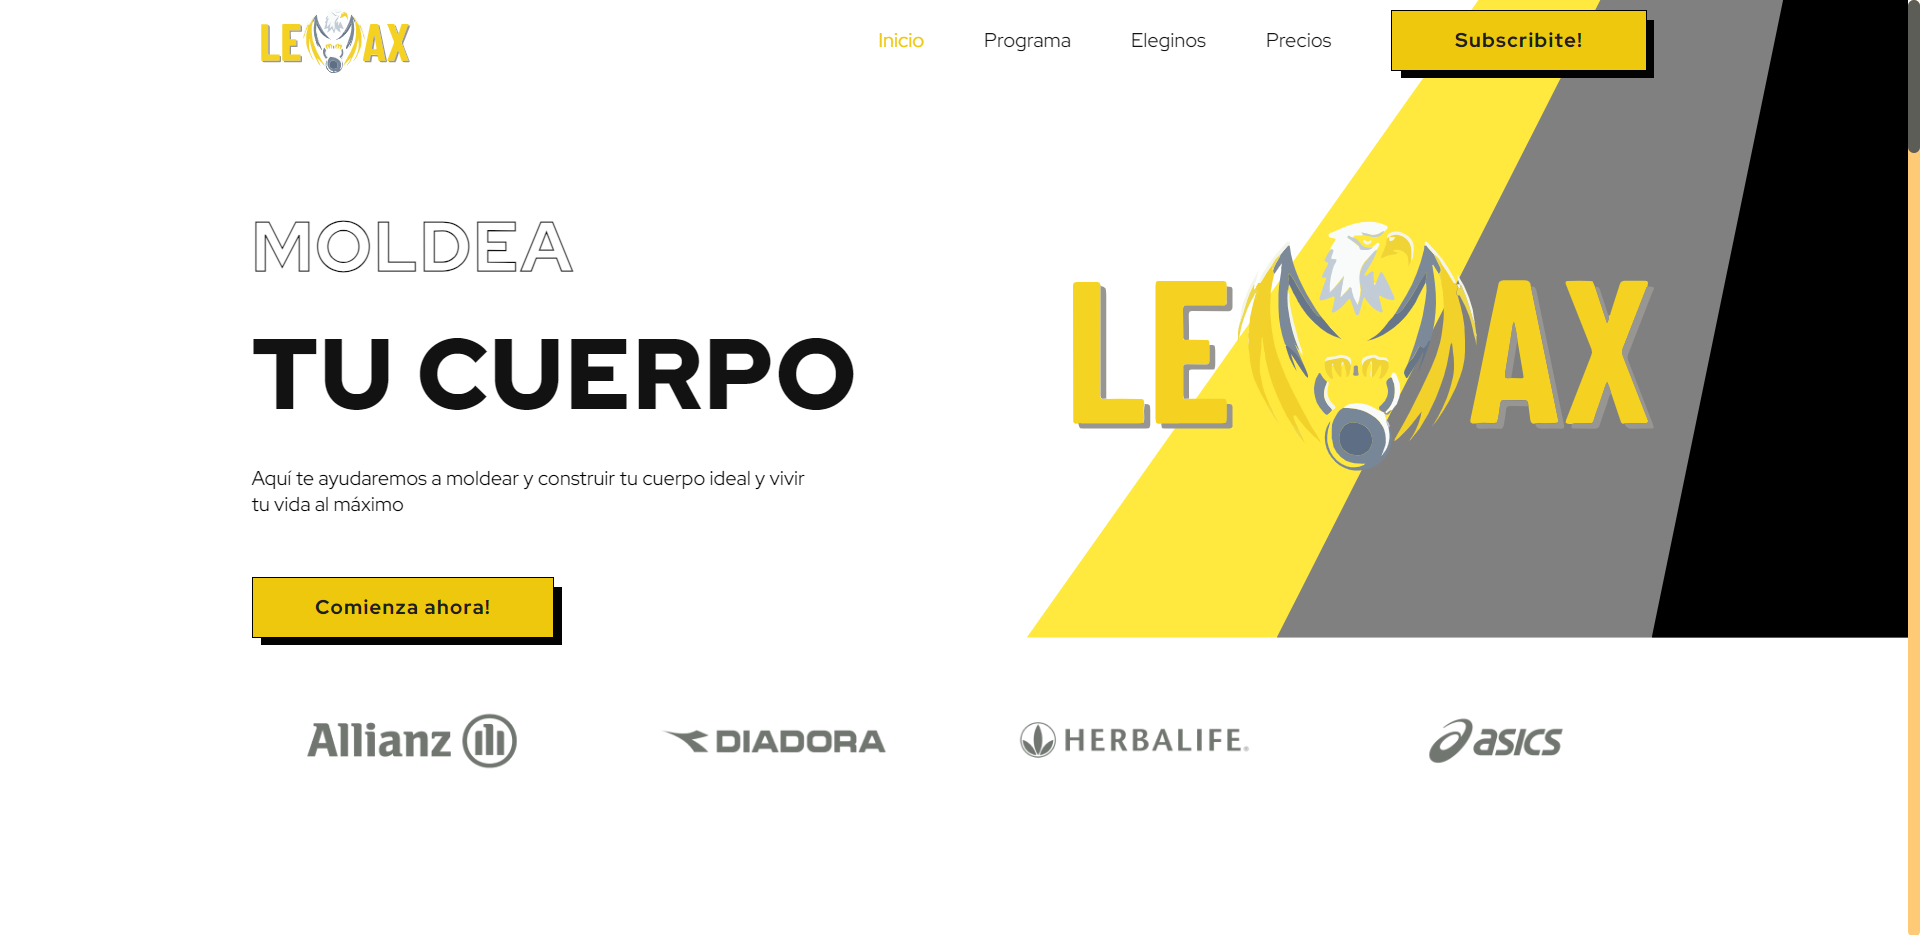 LE AX
Inicio
Programa
Eleginos
Precios
Subscribite!
MOLDEA
TU CUERPO
Aquí te ayudaremos a moldear y construir tu cuerpo ideal y vivir
tu vida al máximo
LE AX
Comienza ahora!
Allianz
DIADORA
HERBALIFE®
asics